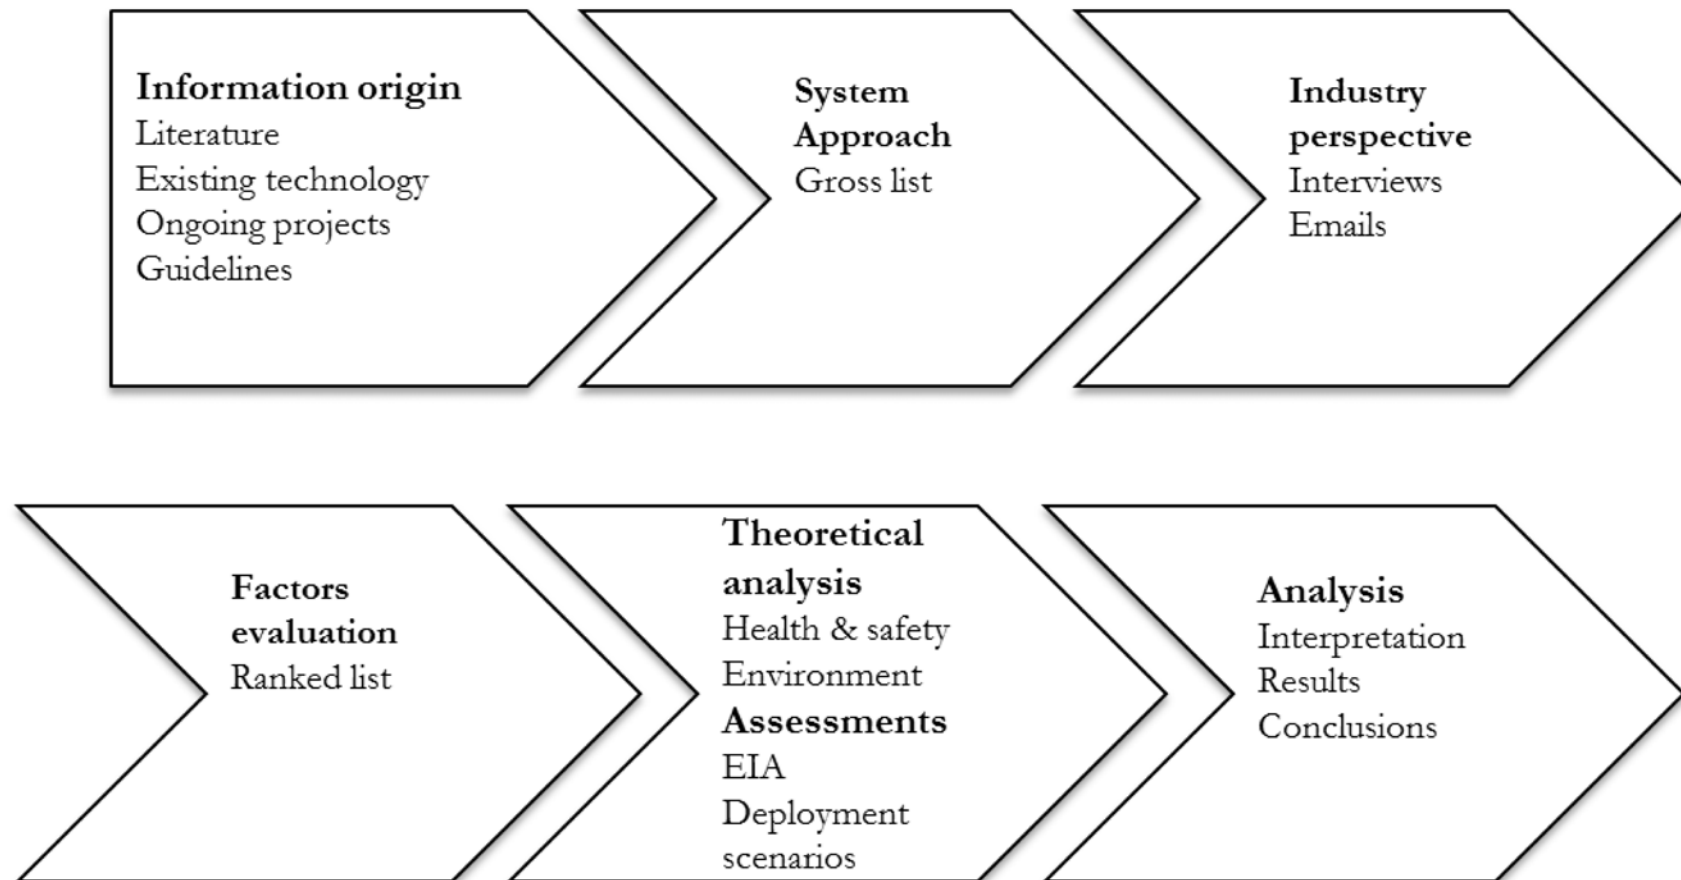 Information origin
Literature
Existing technology
Ongoing projects
Guidelines
System
Approach
Gross list
Industry
perspective
Interviews
Emails
Factors
evaluation
Ranked list
Theoretical
analysis
Health & safety
Environment
Assessments
EIA
Deployment
scenarios
Analysis
Interpretation
Results
Conclusions